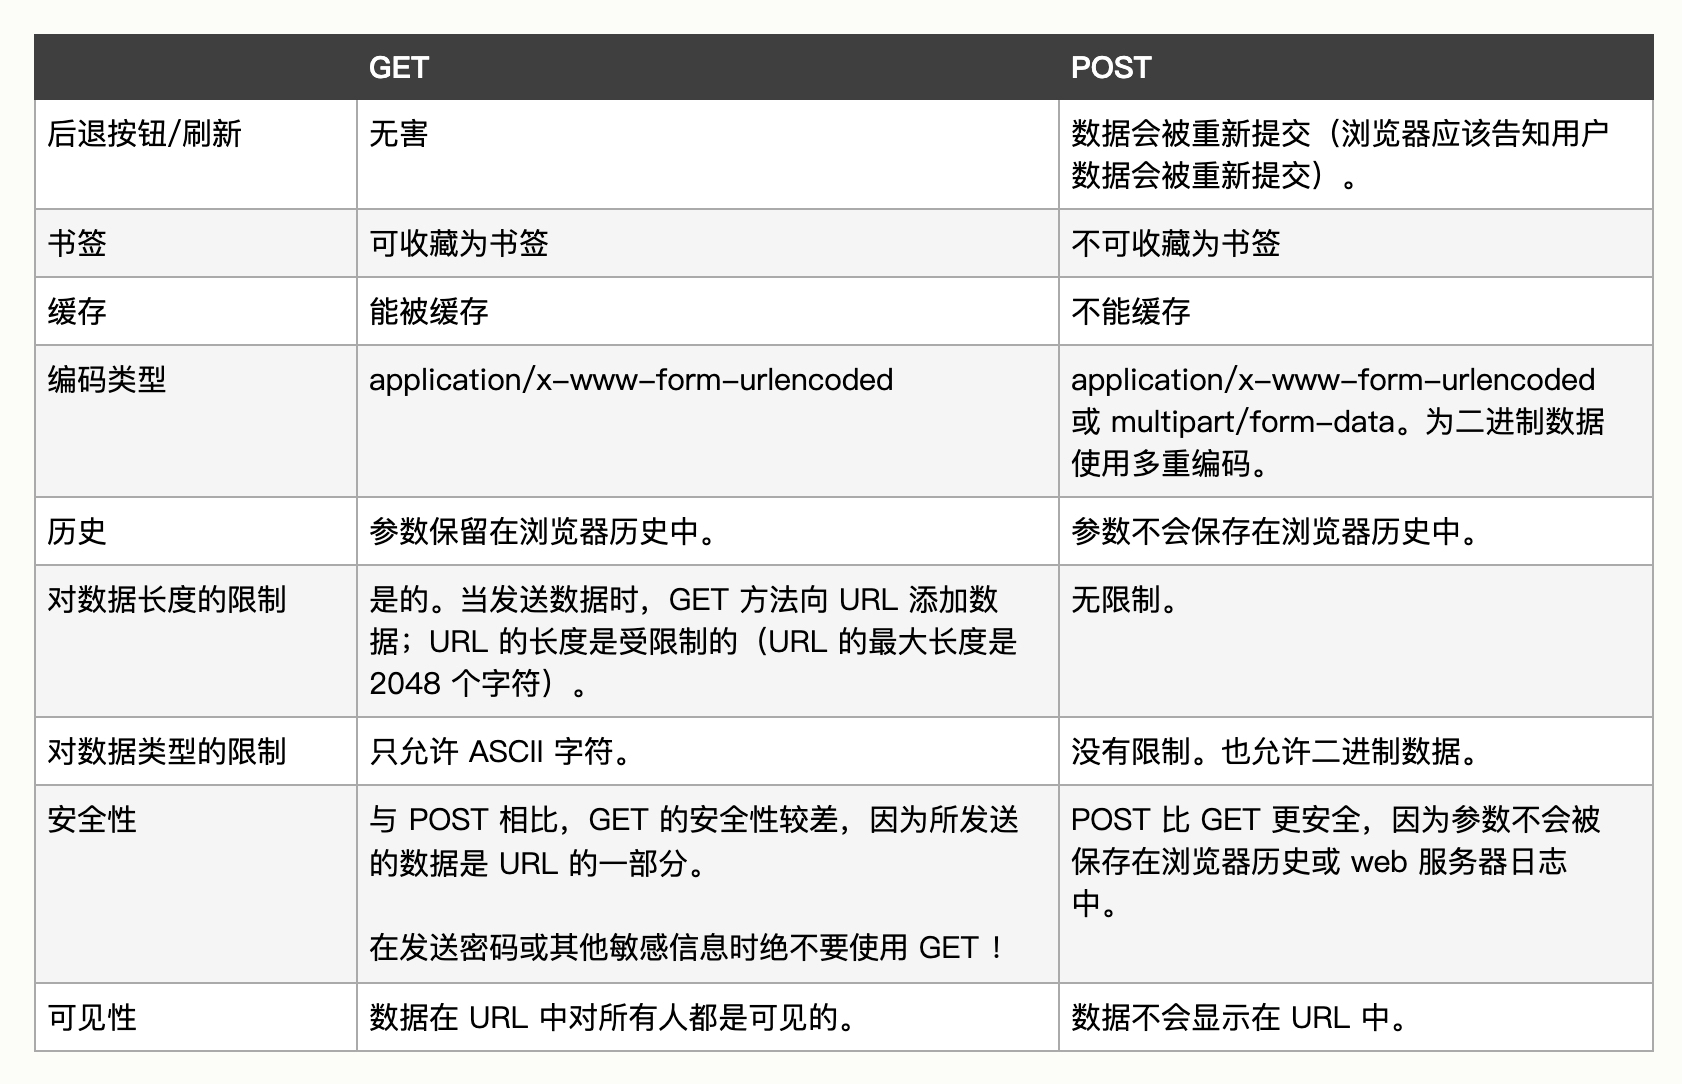 GET
POST
后退按钮/刷新
无害
数据会被重新提交（浏览器应该告知用户
数据会被重新提交）。
书签
可收藏为书签
不可收藏为书签
缓存
能被缓存
不能缓存
编码类型
application/x-www-form-urlencoded
application/x-www-form-urlencoded
或 multipart/form-data。为二进制数据
使用多重编码。
历史
参数保留在浏览器历史中。
参数不会保存在浏览器历史中。
对数据长度的限制
是的。当发送数据时，GET 方法向 URL 添加数
据；URL 的长度是受限制的（URL 的最大长度是
2048 个字符）。
无限制。
对数据类型的限制
只允许 ASCII 字符。
没有限制。也允许二进制数据。
安全性
与 POST 相比，GET 的安全性较差，因为所发送
的数据是 URL 的一部分。
在发送密码或其他敏感信息时绝不要使用 GET ！
POST 比 GET 更安全，因为参数不会被
保存在浏览器历史或 web 服务器日志
中。
可见性
数据在 URL 中对所有人都是可见的。
数据不会显示在 URL 中。